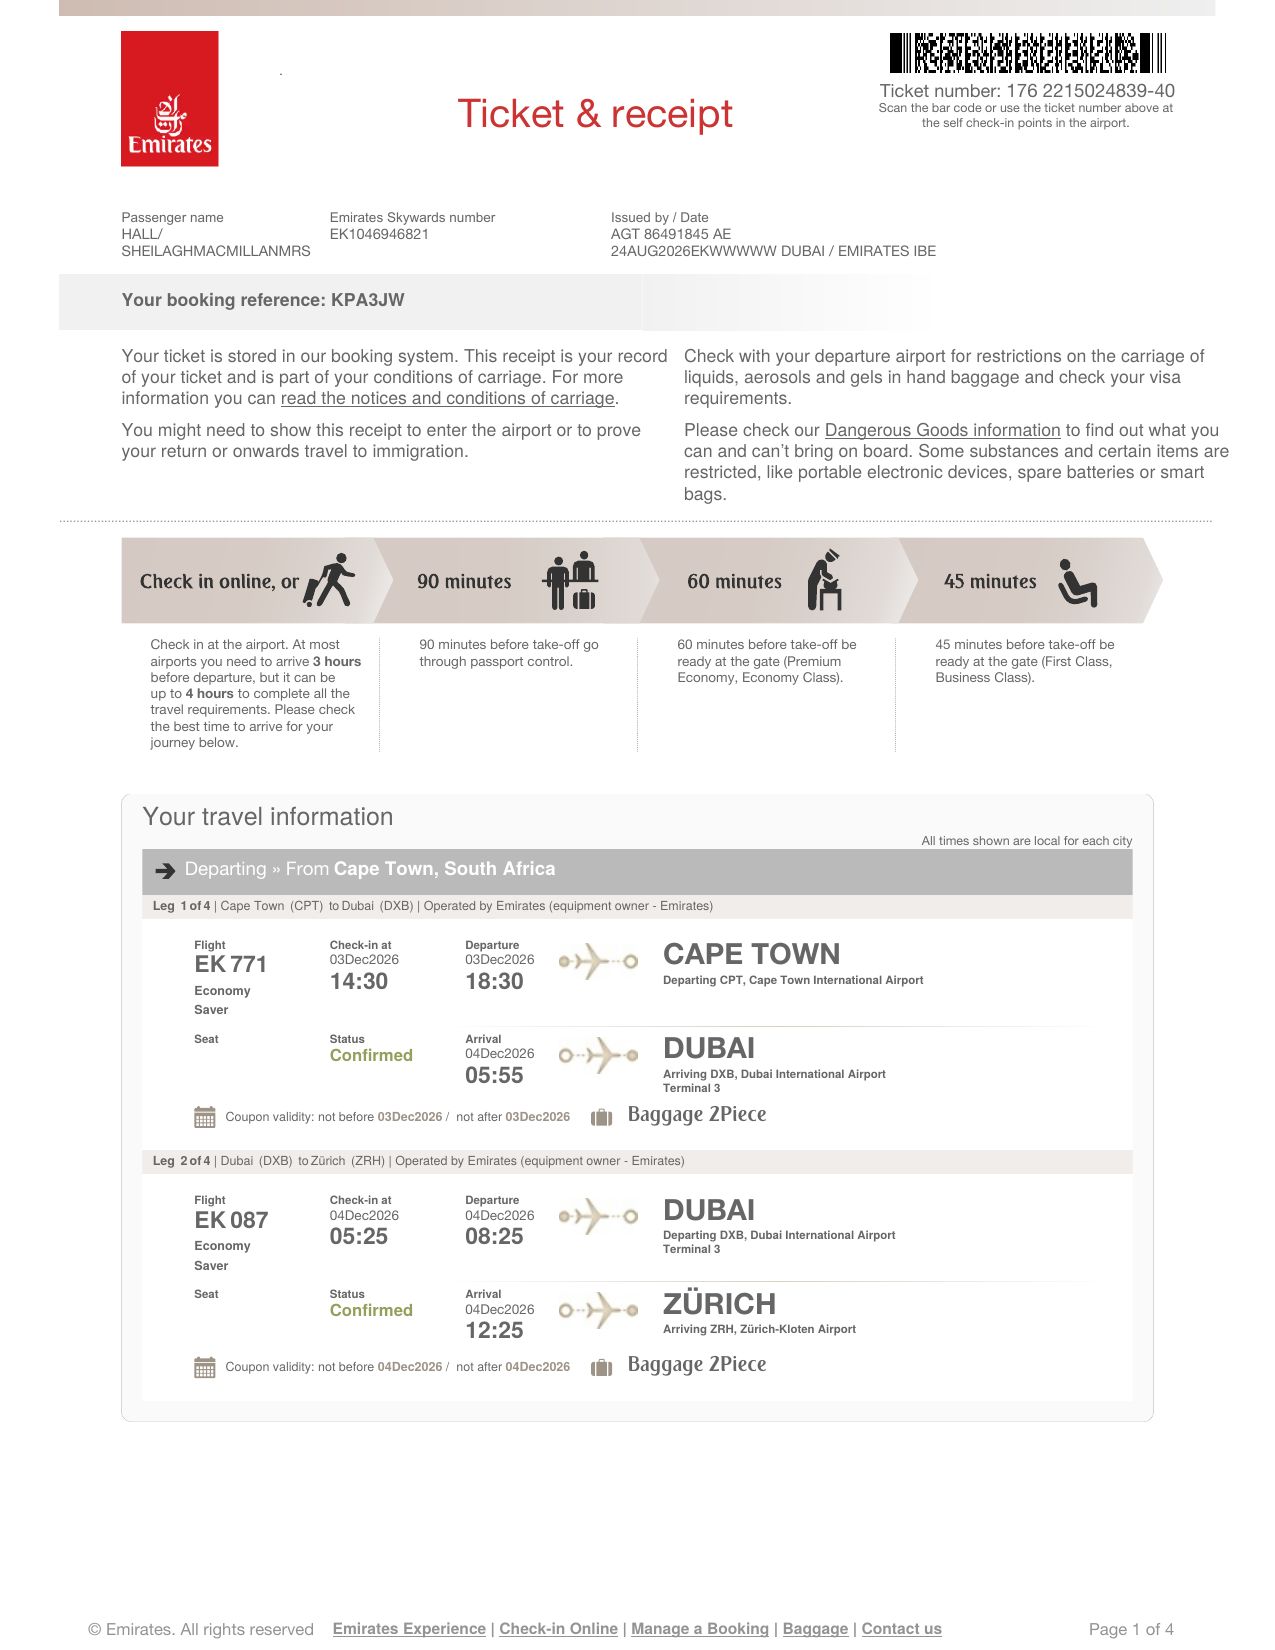 Emirates
Ticket & receipt
Ticket number: 176 2215024839-40
Scan the bar code or use the ticket number above at
the self check-in points in the airport.
Passenger name
HALL/
SHEILAGHMACMILLANMRS
Emirates Skywards number
EK1046946821
Issued by / Date
AGT 86491845 AE
24AUG2026EKWWWWW DUBAI / EMIRATES IBE
Your booking reference: KPA3JW
Your ticket is stored in our booking system. This receipt is your record
of your ticket and is part of your conditions of carriage. For more
information you can read the notices and conditions of carriage.
You might need to show this receipt to enter the airport or to prove
your return or onwards travel to immigration.
Check with your departure airport for restrictions on the carriage of
liquids, aerosols and gels in hand baggage and check your visa
requirements.
Please check our Dangerous Goods information to find out what you
can and can’t bring on board. Some substances and certain items are
restricted, like portable electronic devices, spare batteries or smart
bags.
Check in online, or
90 minutes
60 minutes
45 minutes
Check in at the airport. At most
airports you need to arrive 3 hours
before departure, but it can be
up to 4 hours to complete all the
travel requirements. Please check
the best time to arrive for your
journey below.
90 minutes before take-off go
through passport control.
60 minutes before take-off be
ready at the gate (Premium
Economy, Economy Class).
45 minutes before take-off be
ready at the gate (First Class,
Business Class).
Your travel information
All times shown are local for each city
Departing » From Cape Town, South Africa
Leg 1 of 4 | Cape Town (CPT) to Dubai (DXB) | Operated by Emirates (equipment owner - Emirates)
Flight
EK 771
Economy
Saver
Check-in at
03Dec2026
14:30
Departure
03Dec2026
18:30
CAPE TOWN
Departing CPT, Cape Town International Airport
Seat
Status
Confirmed
Arrival
04Dec2026
05:55
DUBAI
Arriving DXB, Dubai International Airport
Terminal 3
Coupon validity: not before 03Dec2026 / not after 03Dec2026
Baggage 2Piece
Leg 2 of 4 | Dubai (DXB) to Zürich (ZRH) | Operated by Emirates (equipment owner - Emirates)
Flight
EK 087
Economy
Saver
Check-in at
04Dec2026
05:25
Departure
04Dec2026
08:25
DUBAI
Departing DXB, Dubai International Airport
Terminal 3
Seat
Status
Confirmed
Arrival
04Dec2026
12:25
ZÜRICH
Arriving ZRH, Zürich-Kloten Airport
Coupon validity: not before 04Dec2026 / not after 04Dec2026
Baggage 2Piece
© Emirates. All rights reserved Emirates Experience | Check-in Online | Manage a Booking | Baggage | Contact us Page 1 of 4